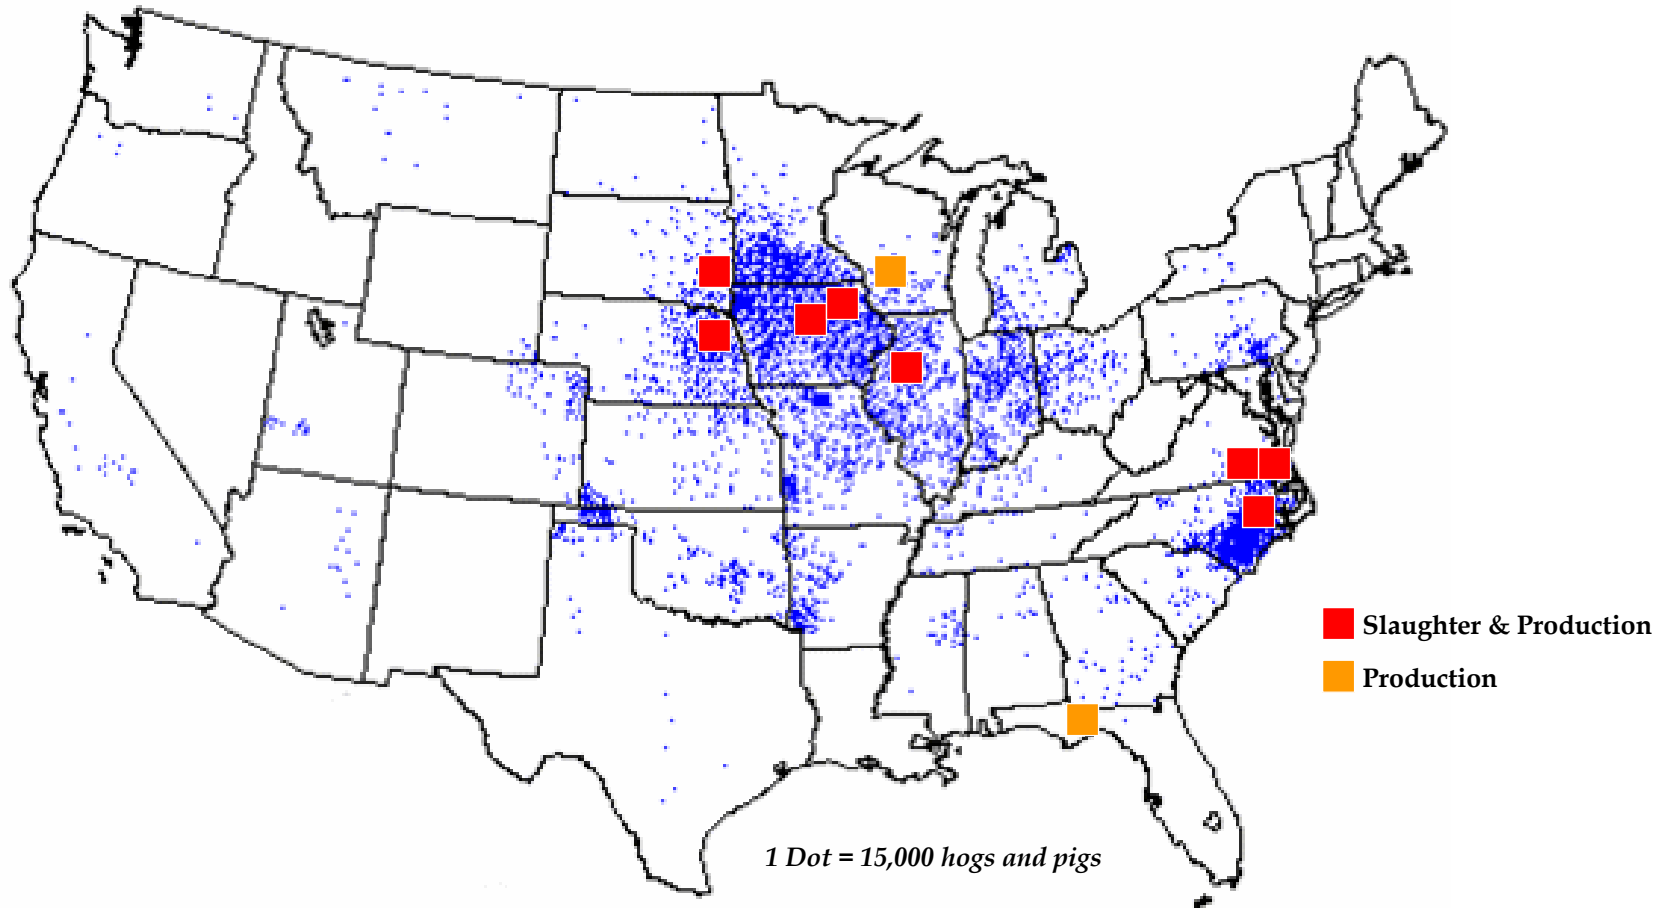 Slaughter & Production
Production
1 Dot = 15,000 hogs and pigs